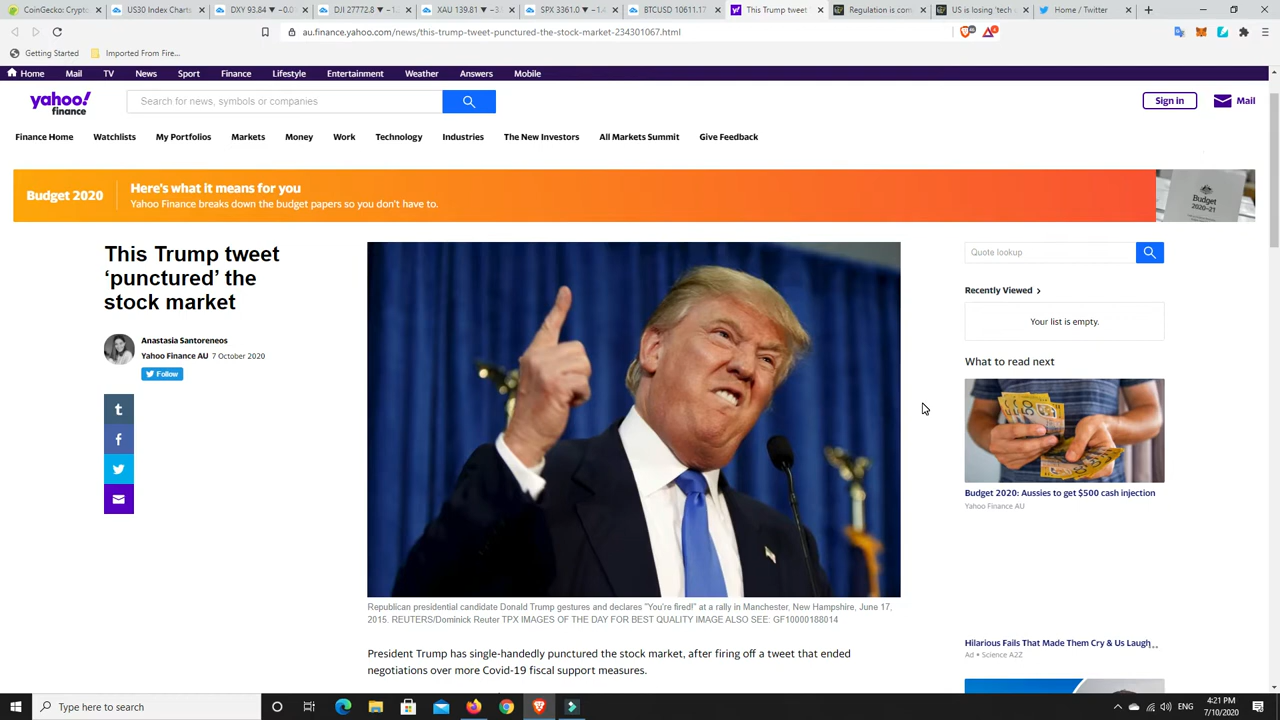 CoinGecko: Crypt:
US30 Index Charts
DXY 93.84
DJI 27772.8
XAU 139.81
SPX 3361.0
BTCUSD 10611.17
This Trump tweet
Regulation is com
US is losing 'tech
Home / Twitter
au.finance.yahoo.com/news/this-trump-tweet-punctured-the-stock-market-234301067.html
Getting Started
Imported From Fire...
Home
Mail
TV
News
Sport
Finance
Lifestyle
Entertainment
Weather
Answers
Mobile
yahoo!
finance
Search for news, symbols or companies
Sign in
Mail
Finance Home
Watchlists
My Portfolios
Markets
Money
Work
Technology
Industries
The New Investors
All Markets Summit
Give Feedback
Budget 2020
Here's what it means for you
Yahoo Finance breaks down the budget papers so you don't have to.
Budget
2020-21
This Trump tweet
‘punctured’ the
stock market
Anastasia Santoreneos
Yahoo Finance AU 7 October 2020
Follow
Republican presidential candidate Donald Trump gestures and declares "You're fired!" at a rally in Manchester, New Hampshire, June 17,
2015. REUTERS/Dominick Reuter TPX IMAGES OF THE DAY FOR BEST QUALITY IMAGE ALSO SEE: GF10000188014
President Trump has single-handedly punctured the stock market, after firing off a tweet that ended
negotiations over more Covid-19 fiscal support measures.
Quote lookup
Recently Viewed
Your list is empty.
What to read next
Budget 2020: Aussies to get $500 cash injection
Yahoo Finance AU
Hilarious Fails That Made Them Cry & Us Laugh...
Ad • Science A2Z
Type here to search
ENG
4:21 PM
7/10/2020